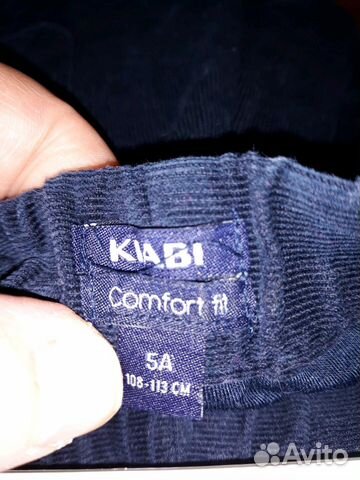 KIABI
Comfort fit
5A
108-113 CM
Avito